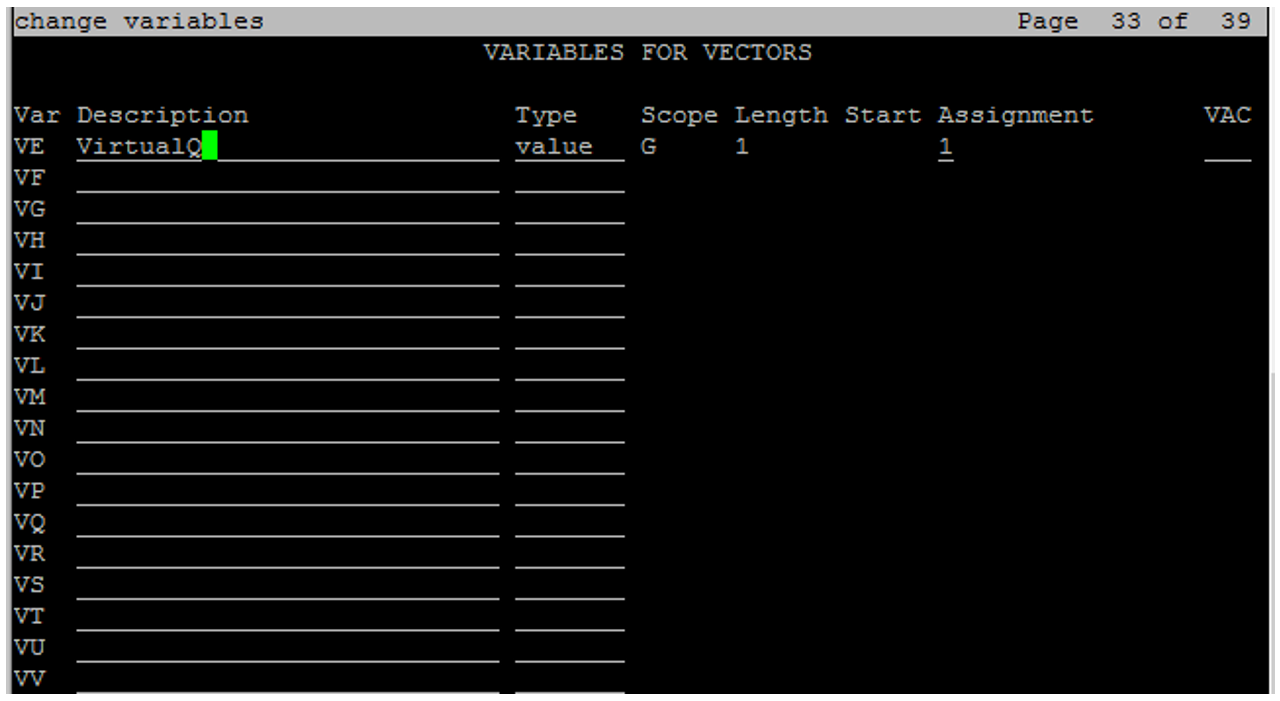 change variables Page 33 of 39
VARIABLES FOR VECTORS
Var Description Type Scope Length Start Assignment VAC
VE VirtualQ value G 1 1
VF
VG
VH
VI
VJ
VK
VL
VM
VN
VO
VP
VQ
VR
VS
VT
VU
VV